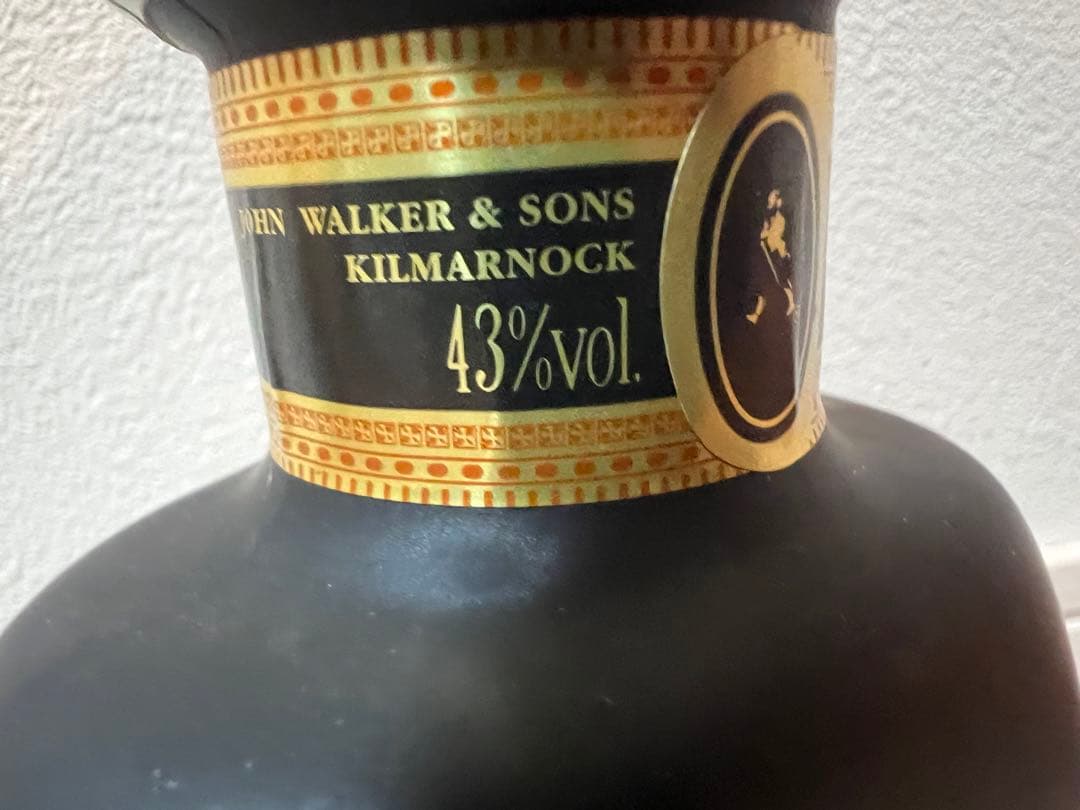 JOHN WALKER & SONS
KILMARNOCK
43%vol.